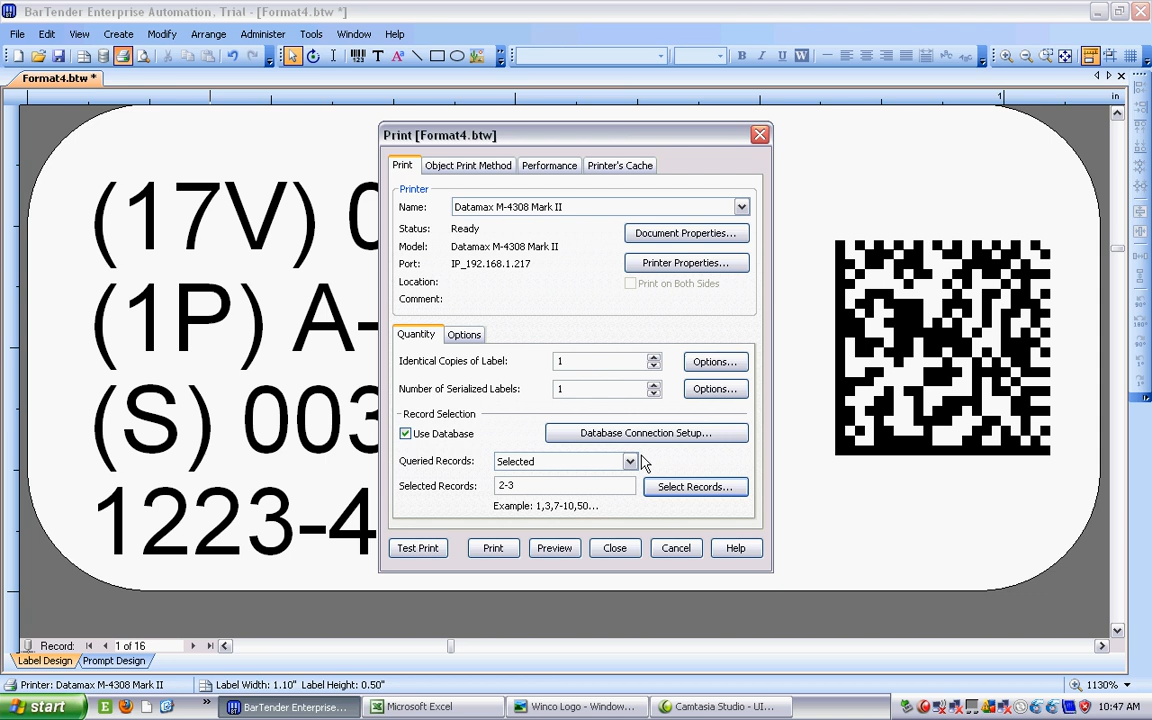 BarTender Enterprise Automation, Trial - [Format4.btw *]
File Edit View Create Modify Arrange Administer Tools Window Help
Format4.btw *
1 in
(17V) 0
(1P) A-
(S) 003
1223-4
Print [Format4.btw]
Print Object Print Method Performance Printer's Cache
Printer
Name: Datamax M-4308 Mark II
Status: Ready Document Properties...
Model: Datamax M-4308 Mark II
Port: IP_192.168.1.217 Printer Properties...
Location: Print on Both Sides
Comment:
Quantity Options
Identical Copies of Label: 1 Options...
Number of Serialized Labels: 1 Options...
Record Selection
Use Database Database Connection Setup...
Queried Records: Selected
Selected Records: 2-3 Select Records...
Example: 1,3,7-10,50...
Test Print Print Preview Close Cancel Help
Record: 1 of 16
Label Design Prompt Design
Printer: Datamax M-4308 Mark II Label Width: 1.10" Label Height: 0.50" 1130%
start BarTender Enterprise... Microsoft Excel Winco Logo - Window... Camtasia Studio - UI... 10:47 AM